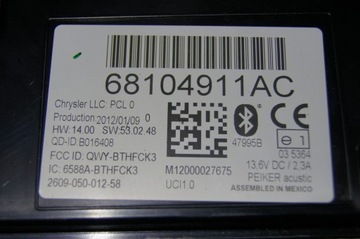 68104911AC
Chrysler LLC: PCL 0
Production 2012/01/09 0
HW: 14.00 SW:53.02.48
QD-ID:B016408
FCC ID: QWY-BTHFCK3
IC: 6588A-BTHFCK3
2609-050-012-58
M12000027675
UCI1.0
47995B
e1
03 5364
13,6V DC / 2,3A
PEIKER acustic
ASSEMBLED IN MEXICO